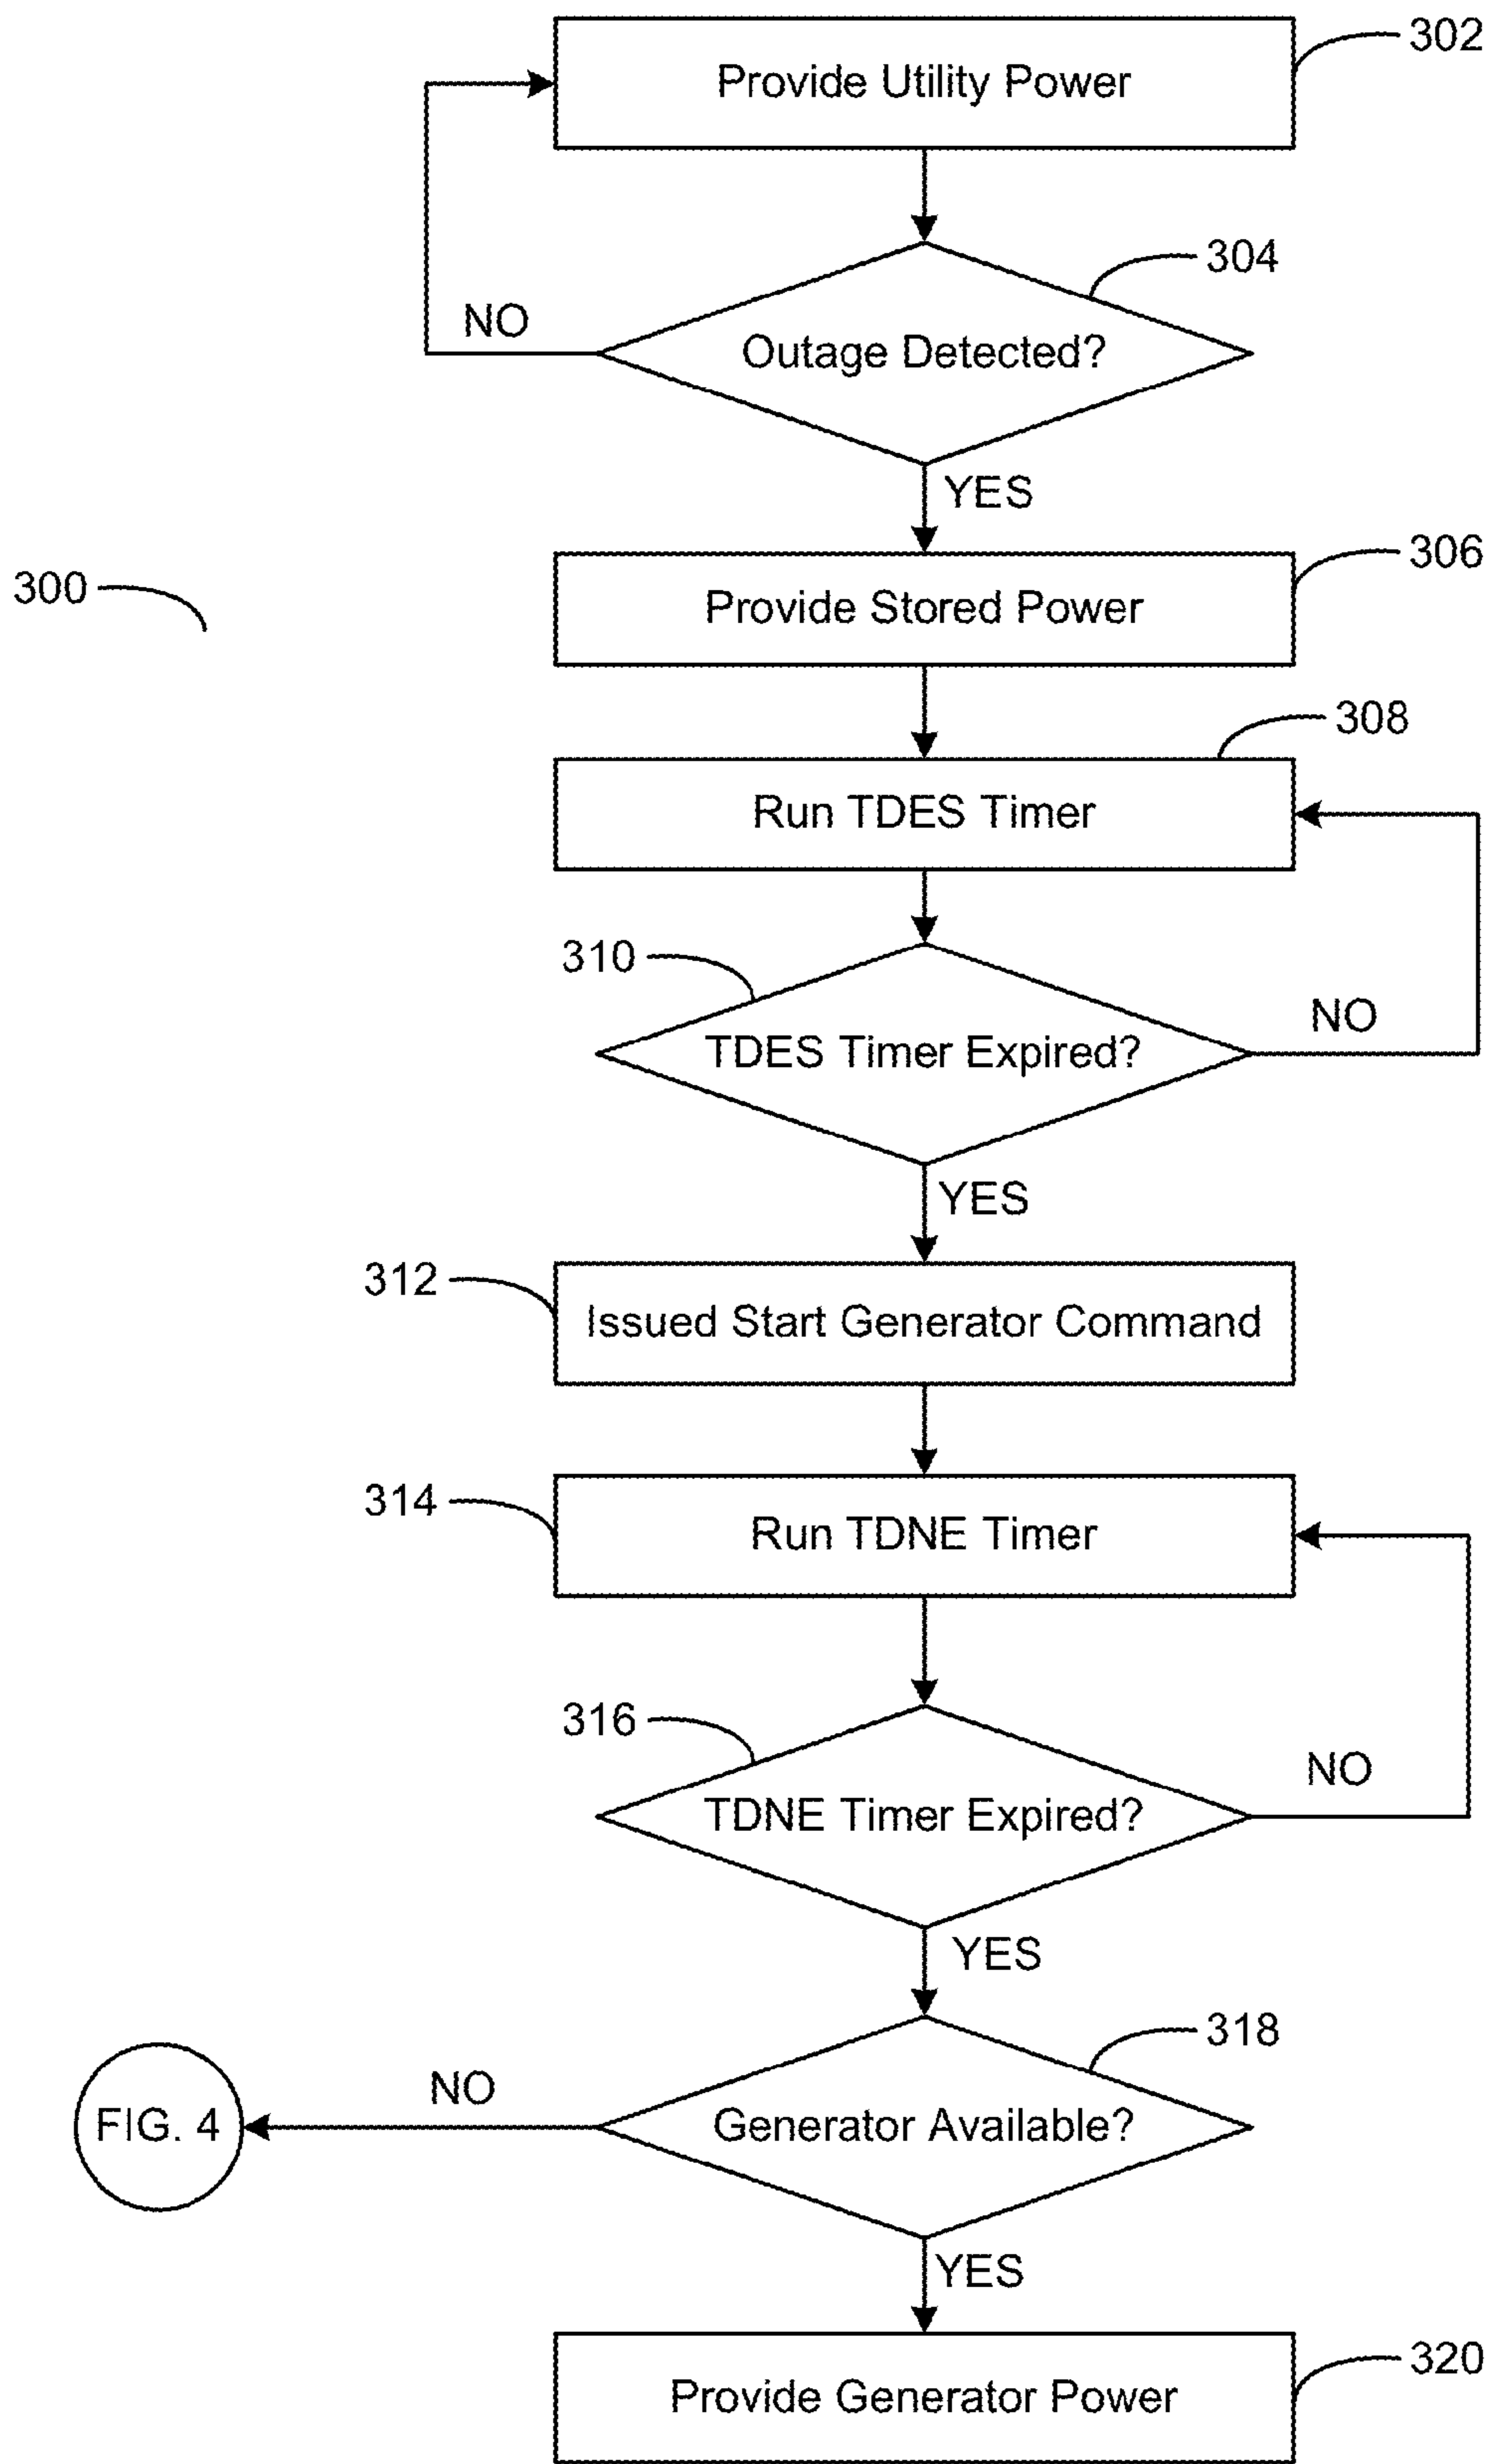 302
Provide Utility Power
304
NO
Outage Detected?
YES
306
300
Provide Stored Power
308
Run TDES Timer
310
NO
TDES Timer Expired?
YES
312
Issued Start Generator Command
314
Run TDNE Timer
316
NO
TDNE Timer Expired?
YES
318
NO
FIG. 4
Generator Available?
YES
320
Provide Generator Power